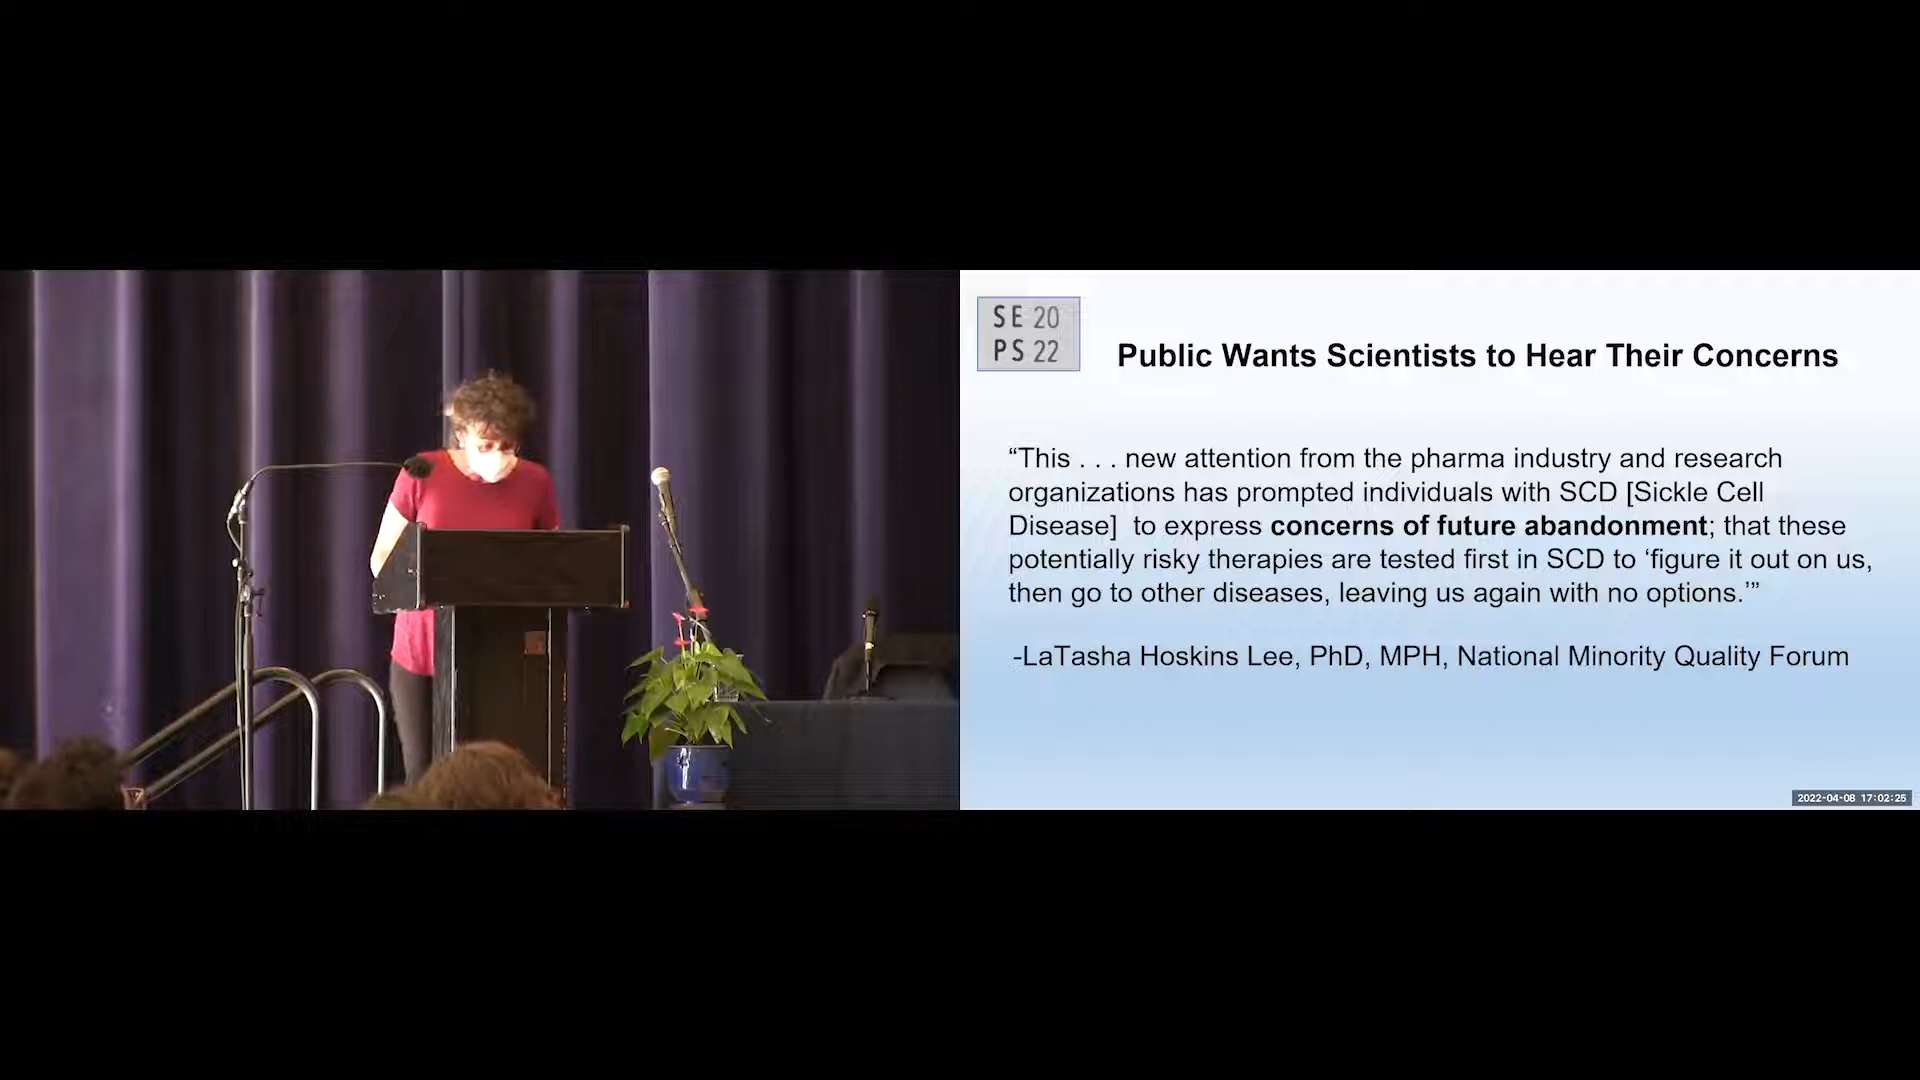 SE 20
PS 22
Public Wants Scientists to Hear Their Concerns
“This . . . new attention from the pharma industry and research
organizations has prompted individuals with SCD [Sickle Cell
Disease]  to express concerns of future abandonment; that these
potentially risky therapies are tested first in SCD to ‘figure it out on us,
then go to other diseases, leaving us again with no options.’”
-LaTasha Hoskins Lee, PhD, MPH, National Minority Quality Forum
2022-04-08 17:02:25